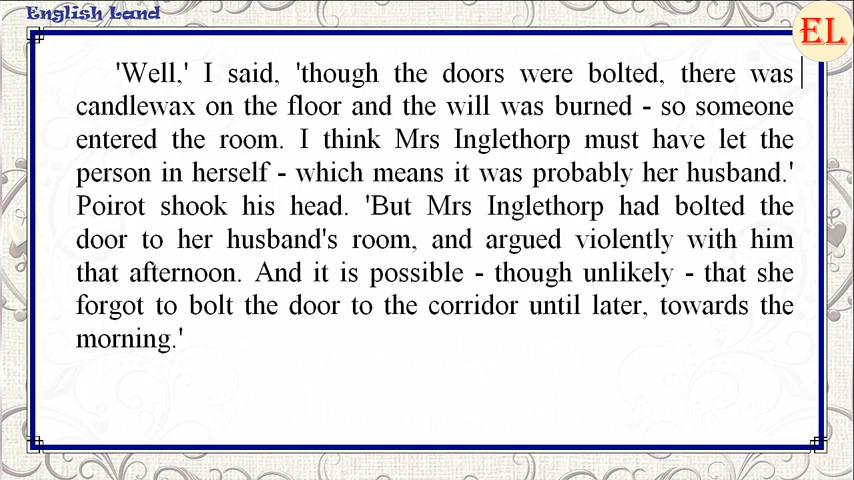 English Land
EL
'Well,' I said, 'though the doors were bolted, there was
candlewax on the floor and the will was burned - so someone
entered the room. I think Mrs Inglethorp must have let the
person in herself - which means it was probably her husband.'
Poirot shook his head. 'But Mrs Inglethorp had bolted the
door to her husband's room, and argued violently with him
that afternoon. And it is possible - though unlikely - that she
forgot to bolt the door to the corridor until later, towards the
morning.'